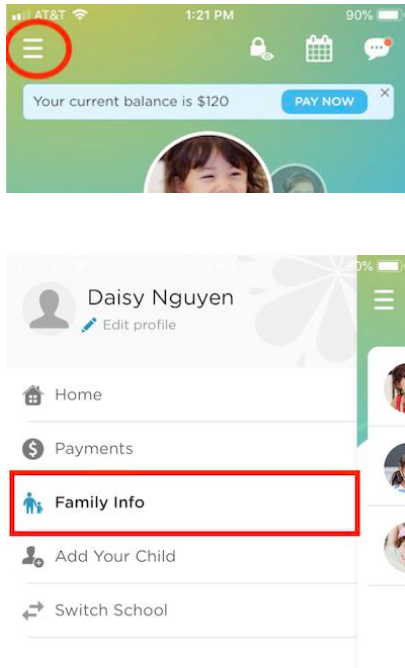 AT&T 1:21 PM 90%
Your current balance is $120 PAY NOW ×
0%
Daisy Nguyen
Edit profile
Home
$ Payments
Family Info
Add Your Child
Switch School